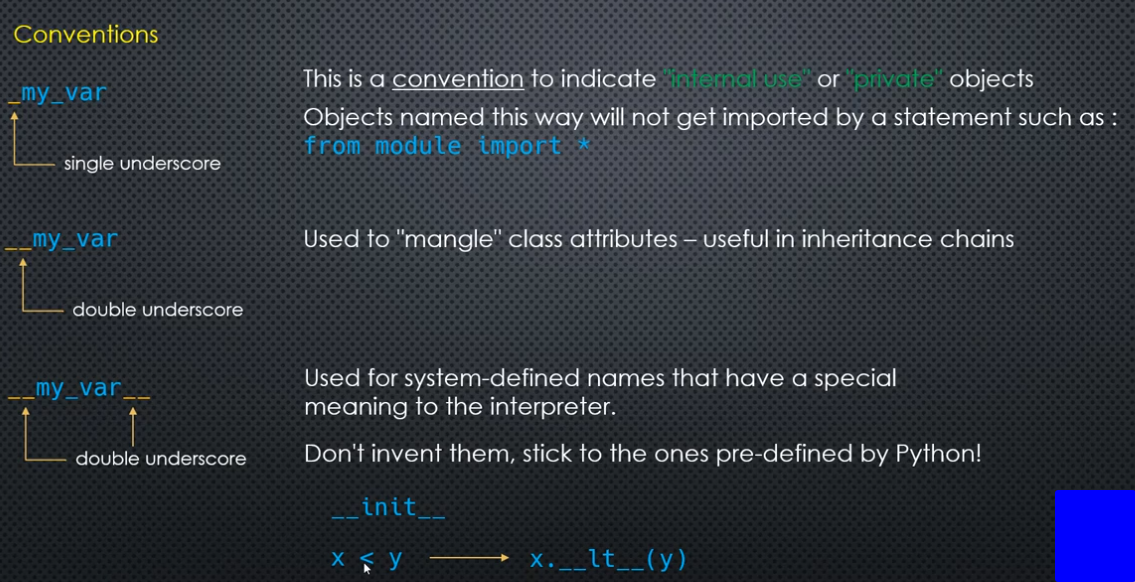 Conventions
_my_var
single underscore
This is a convention to indicate "internal use" or "private" objects
Objects named this way will not get imported by a statement such as :
from module import *
__my_var
double underscore
Used to "mangle" class attributes – useful in inheritance chains
__my_var__
double underscore
Used for system-defined names that have a special
meaning to the interpreter.
Don't invent them, stick to the ones pre-defined by Python!
__init__
x < y
x.__lt__(y)